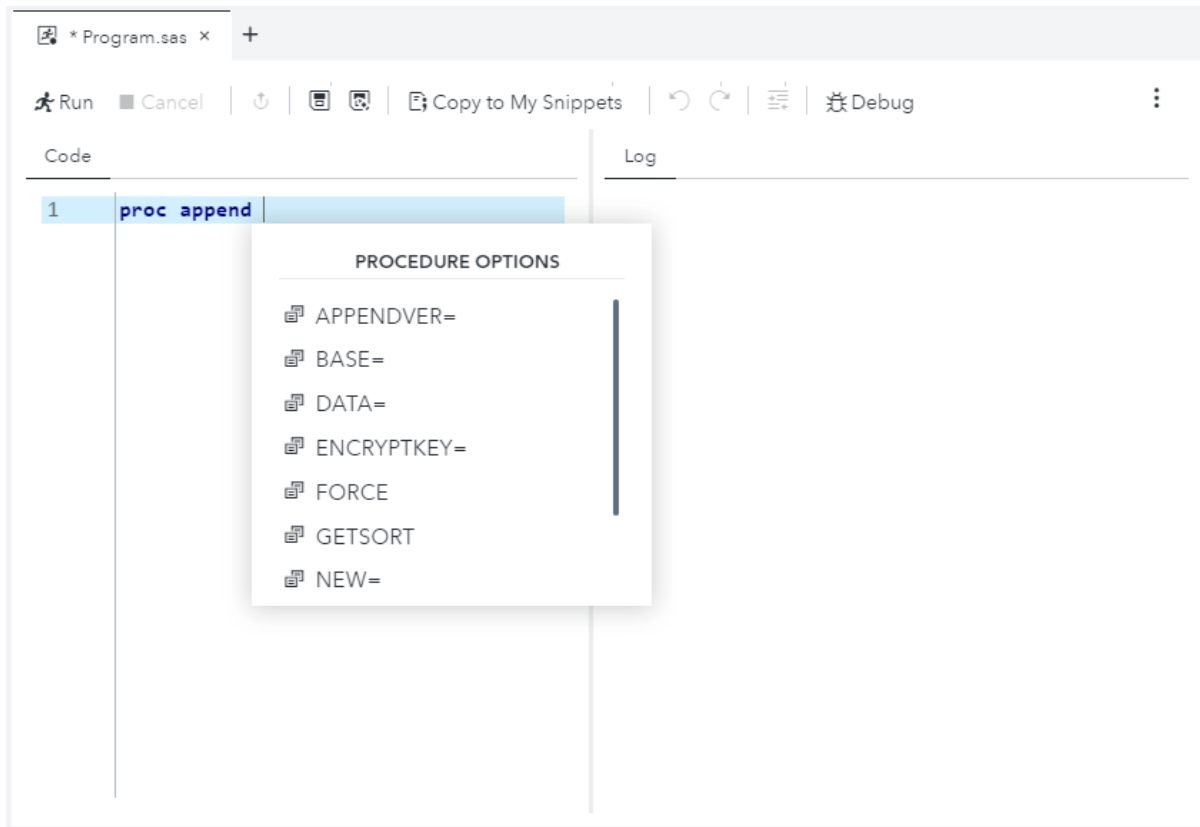 * Program.sas × +
Run Cancel Copy to My Snippets Debug
Code
Log
1 proc append
PROCEDURE OPTIONS
APPENDVER=
BASE=
DATA=
ENCRYPTKEY=
FORCE
GETSORT
NEW=